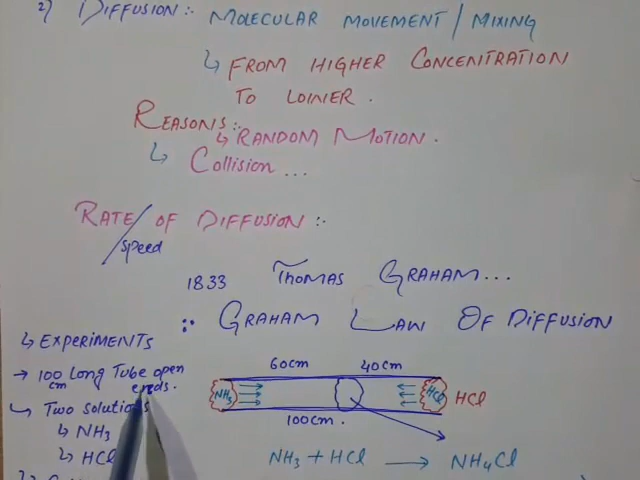 2) DIFFUSION:- MOLECULAR MOVEMENT / MIXING
↳ FROM HIGHER CONCENTRATION
TO LOWER.
REASONS:
↳ RANDOM MOTION.
↳ Collision...
RATE/ OF DIFFUSION :-
speed
1833 THOMAS GRAHAM...
:: GRAHAM LAW OF DIFFUSION
↳ EXPERIMENTS
→ 100 Long Tube open
cm ends.
↳ Two solutions
↳ NH3
↳ HCl
60cm 40cm
NH3 HCl HCl
100cm.
NH3 + HCl → NH4Cl